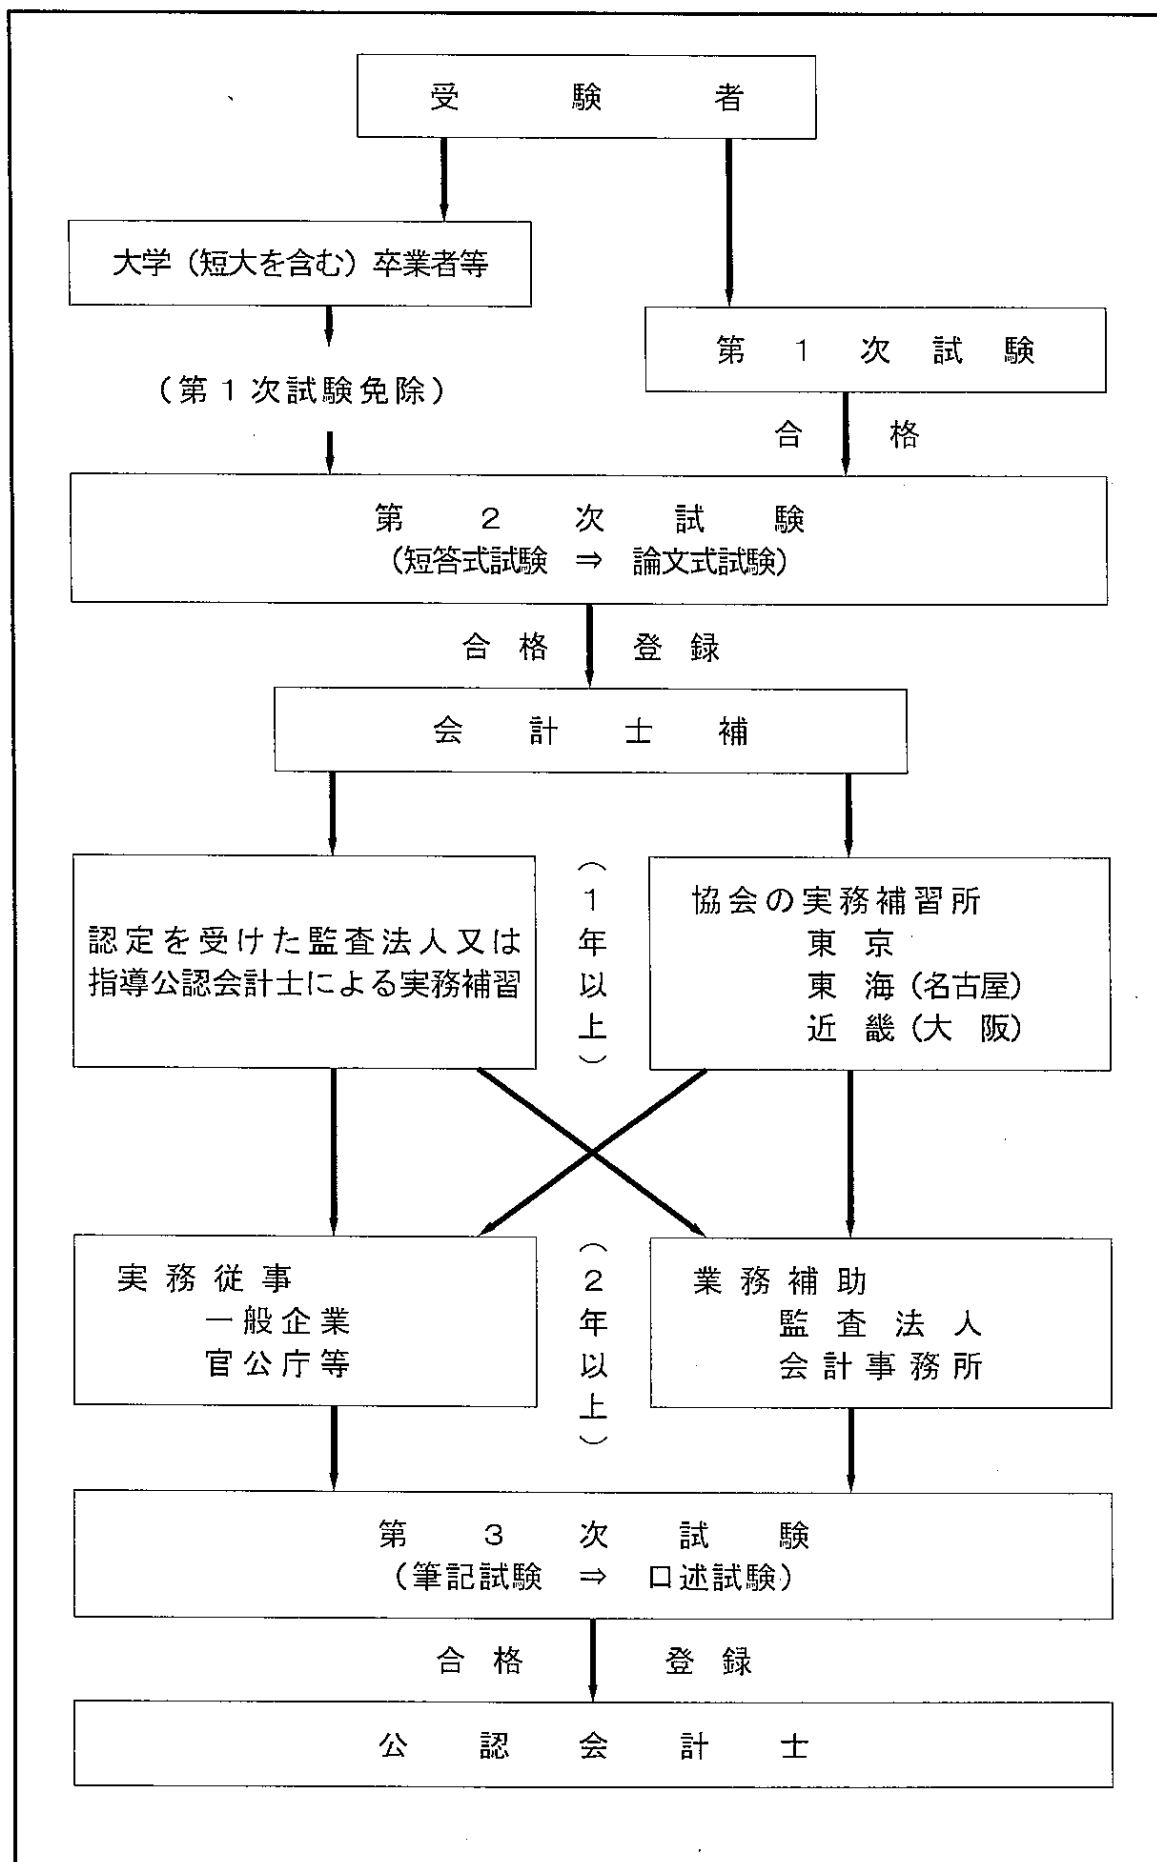 受験者
大学（短大を含む）卒業者等
第1次試験
（第1次試験免除）
合格
第2次試験
（短答式試験 ⇒ 論文式試験）
合格 登録
会計士補
認定を受けた監査法人又は
指導公認会計士による実務補習
（1年以上）
協会の実務補習所
東京
東海（名古屋）
近畿（大阪）
実務従事
一般企業
官公庁等
（2年以上）
業務補助
監査法人
会計事務所
第3次試験
（筆記試験 ⇒ 口述試験）
合格 登録
公認会計士